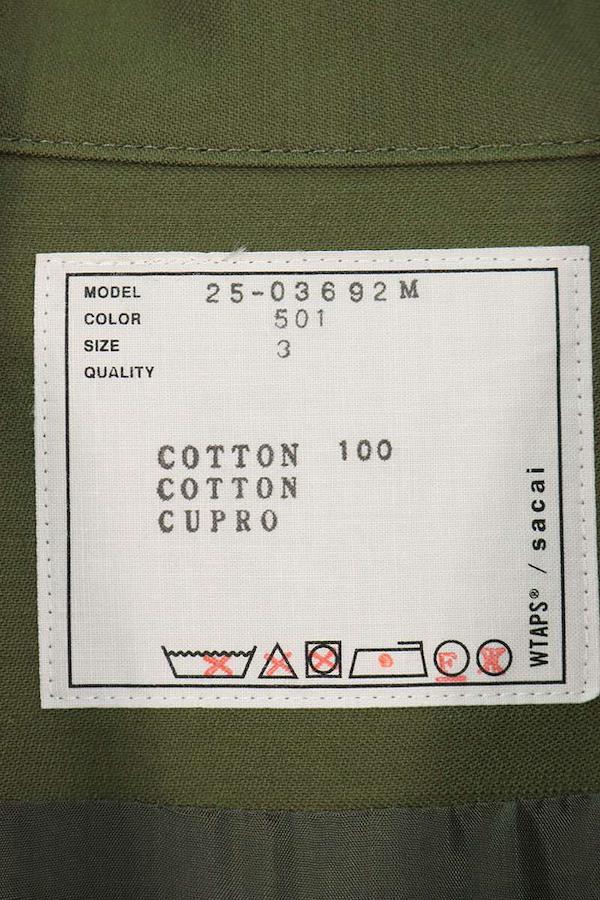 MODEL 25-03692M
COLOR 501
SIZE 3
QUALITY
COTTON 100
COTTON
CUPRO
WTAPS® / sacai
F
W